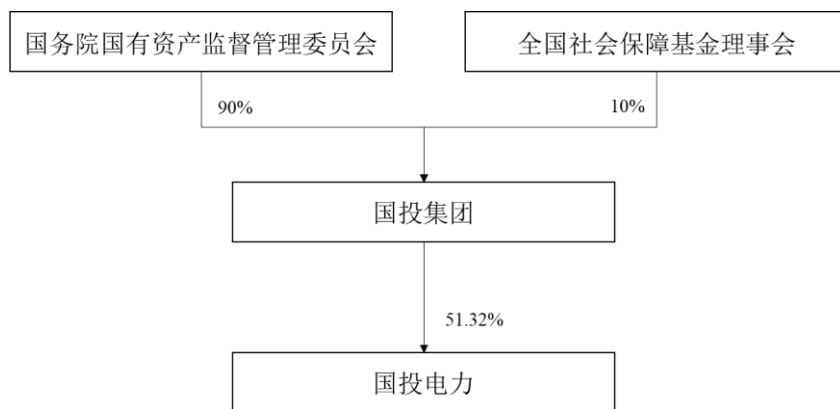 国务院国有资产监督管理委员会
全国社会保障基金理事会
90%
10%
国投集团
51.32%
国投电力